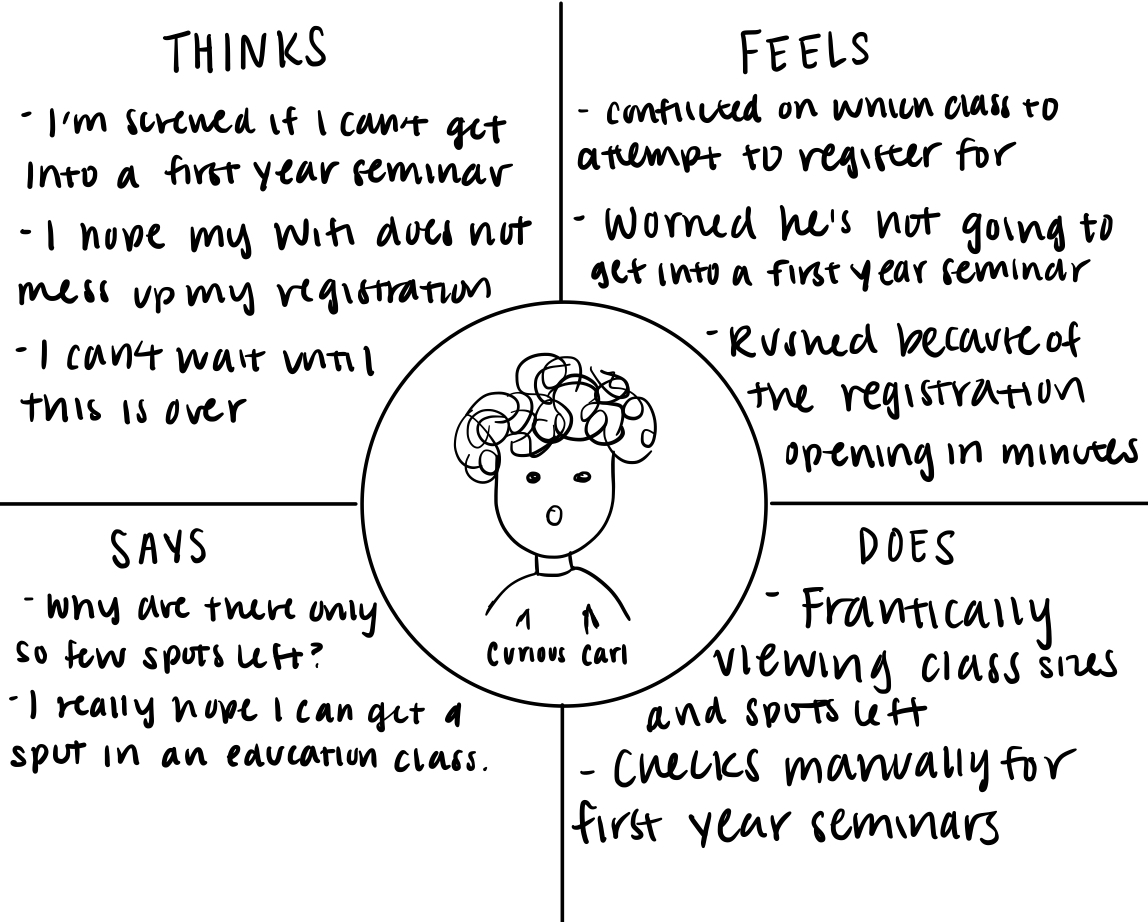 THINKS
- I'm screwed if I can't get
into a first year seminar
- I hope my wifi does not
mess up my registration
- I can't wait until
this is over
FEELS
- conflicted on which class to
attempt to register for
- Worried he's not going to
get into a first year seminar
- Rushed because of
the registration
opening in minutes
Curious Carl
SAYS
- Why are there only
so few spots left?
- I really hope I can get a
spot in an education class.
DOES
- Frantically
viewing class sizes
and spots left
- Checks manually for
first year seminars